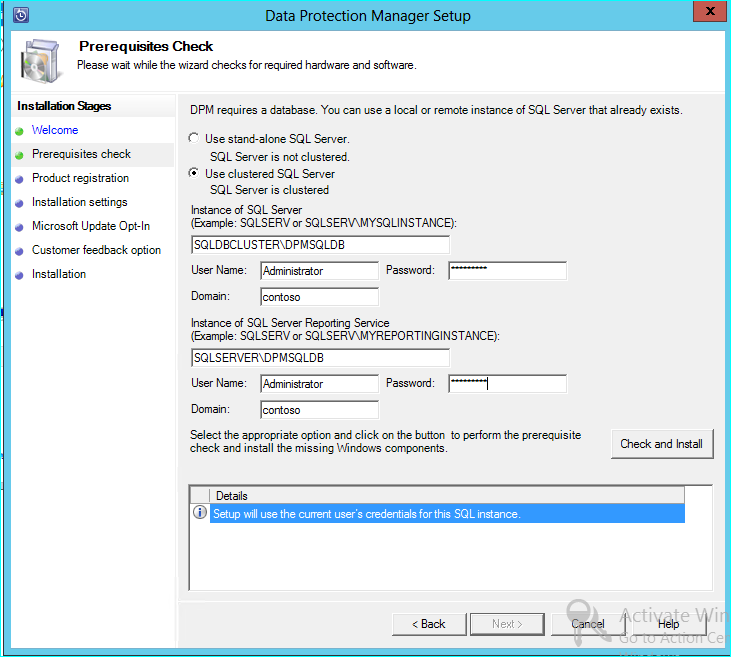 Data Protection Manager Setup
X
Prerequisites Check
Please wait while the wizard checks for required hardware and software.
Installation Stages
Welcome
Prerequisites check
Product registration
Installation settings
Microsoft Update Opt-In
Customer feedback option
Installation
DPM requires a database. You can use a local or remote instance of SQL Server that already exists.
Use stand-alone SQL Server.
SQL Server is not clustered.
Use clustered SQL Server
SQL Server is clustered
Instance of SQL Server
(Example: SQLSERV or SQLSERV\MYSQLINSTANCE):
SQLDBCLUSTER\DPMSQLDB
User Name: Administrator Password: *********
Domain: contoso
Instance of SQL Server Reporting Service
(Example: SQLSERV or SQLSERV\MYREPORTINGINSTANCE):
SQLSERVER\DPMSQLDB
User Name: Administrator Password: *********
Domain: contoso
Select the appropriate option and click on the button to perform the prerequisite
check and install the missing Windows components.
Check and Install
Details
Setup will use the current user's credentials for this SQL instance.
< Back Next > Cancel Help
Activate Win
Go to Action Ce